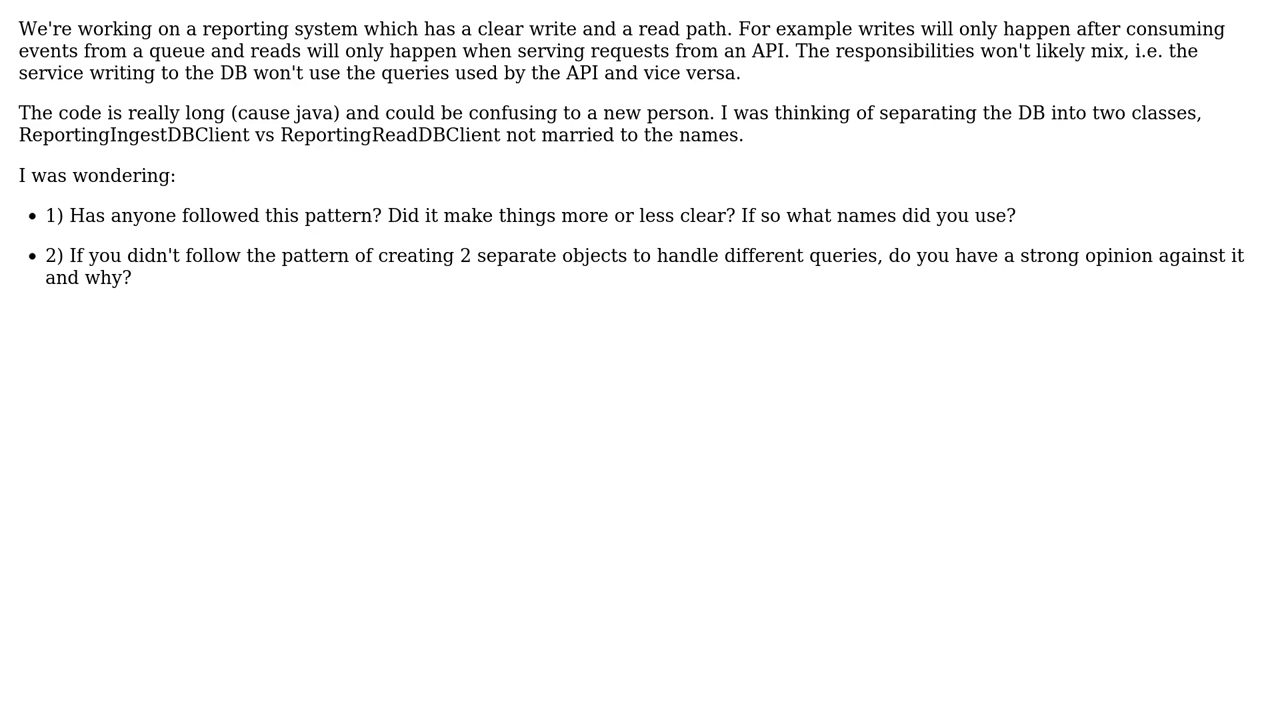 We're working on a reporting system which has a clear write and a read path. For example writes will only happen after consuming
events from a queue and reads will only happen when serving requests from an API. The responsibilities won't likely mix, i.e. the
service writing to the DB won't use the queries used by the API and vice versa.
The code is really long (cause java) and could be confusing to a new person. I was thinking of separating the DB into two classes,
ReportingIngestDBClient vs ReportingReadDBClient not married to the names.
I was wondering:
• 1) Has anyone followed this pattern? Did it make things more or less clear? If so what names did you use?
• 2) If you didn't follow the pattern of creating 2 separate objects to handle different queries, do you have a strong opinion against it
and why?